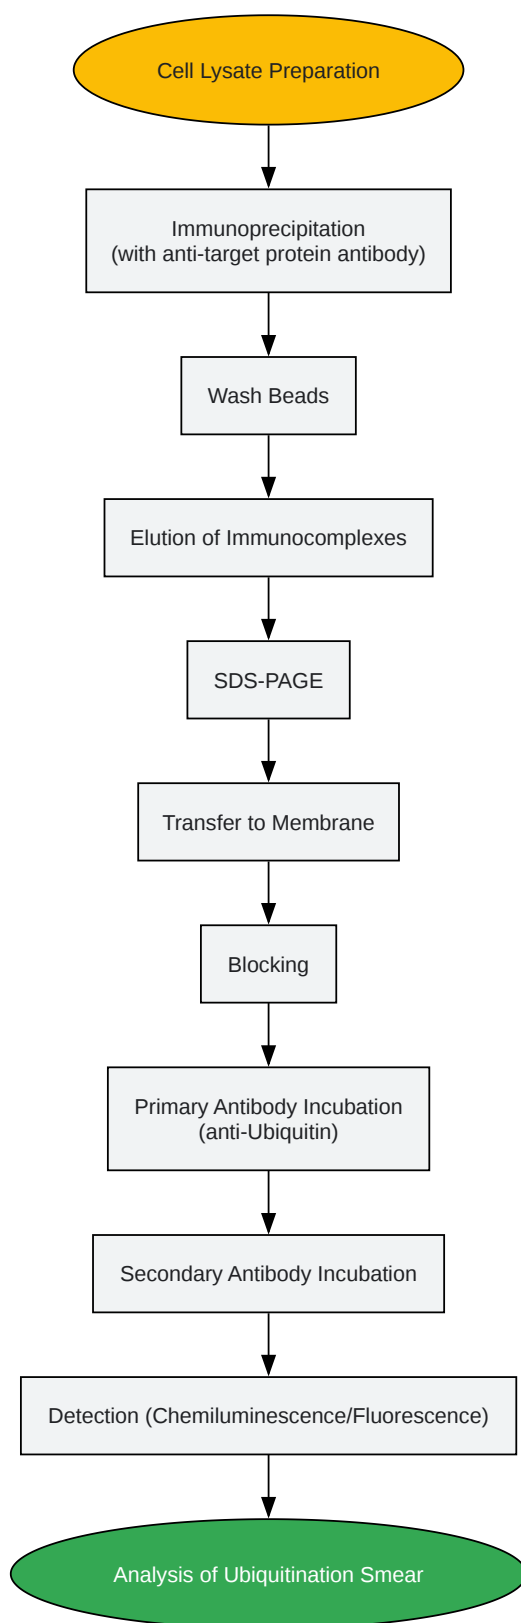 Cell Lysate Preparation
Immunoprecipitation
(with anti-target protein antibody)
Wash Beads
Elution of Immunocomplexes
SDS-PAGE
Transfer to Membrane
Blocking
Primary Antibody Incubation
(anti-Ubiquitin)
Secondary Antibody Incubation
Detection (Chemiluminescence/Fluorescence)
Analysis of Ubiquitination Smear